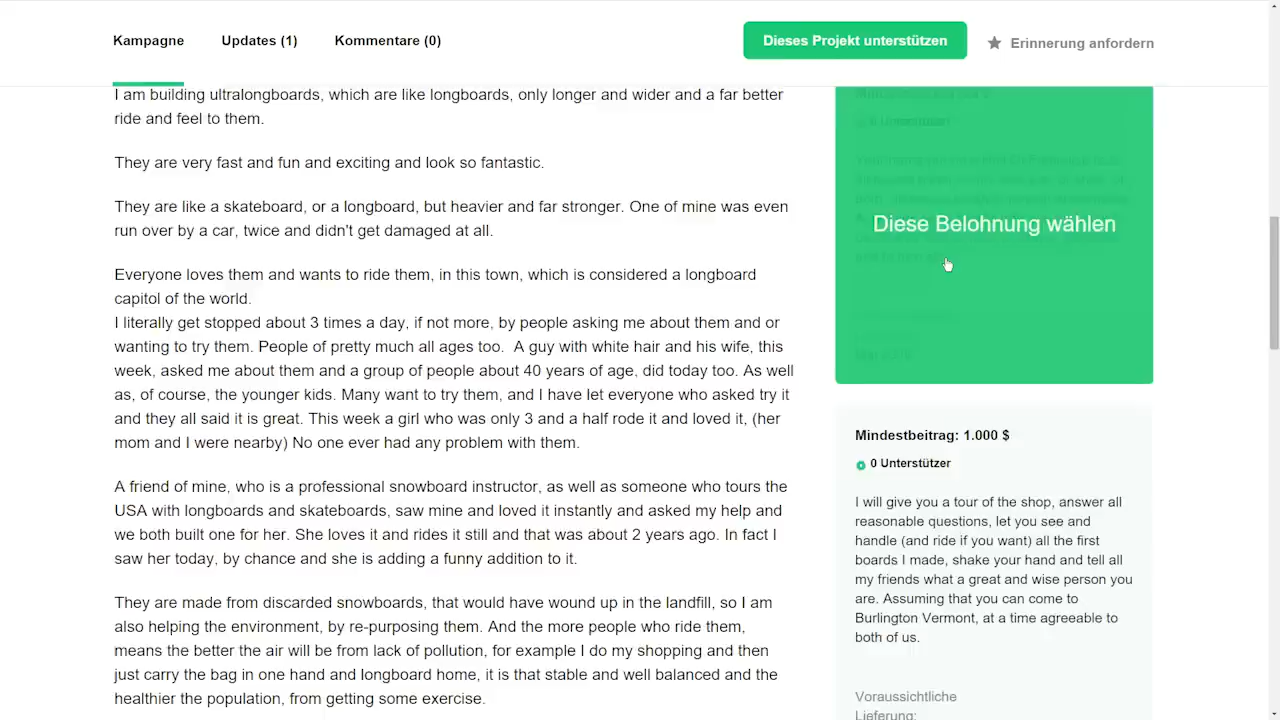 Kampagne Updates (1) Kommentare (0) Dieses Projekt unterstützen Erinnerung anfordern
I am building ultralongboards, which are like longboards, only longer and wider and a far better
ride and feel to them.
They are very fast and fun and exciting and look so fantastic.
They are like a skateboard, or a longboard, but heavier and far stronger. One of mine was even
run over by a car, twice and didn't get damaged at all.
Everyone loves them and wants to ride them, in this town, which is considered a longboard
capitol of the world.
I literally get stopped about 3 times a day, if not more, by people asking me about them and or
wanting to try them. People of pretty much all ages too. A guy with white hair and his wife, this
week, asked me about them and a group of people about 40 years of age, did today too. As well
as, of course, the younger kids. Many want to try them, and I have let everyone who asked try it
and they all said it is great. This week a girl who was only 3 and a half rode it and loved it, (her
mom and I were nearby) No one ever had any problem with them.
A friend of mine, who is a professional snowboard instructor, as well as someone who tours the
USA with longboards and skateboards, saw mine and loved it instantly and asked my help and
we both built one for her. She loves it and rides it still and that was about 2 years ago. In fact I
saw her today, by chance and she is adding a funny addition to it.
They are made from discarded snowboards, that would have wound up in the landfill, so I am
also helping the environment, by re-purposing them. And the more people who ride them,
means the better the air will be from lack of pollution, for example I do my shopping and then
just carry the bag in one hand and longboard home, it is that stable and well balanced and the
healthier the population, from getting some exercise.
Diese Belohnung wählen
Mindestbeitrag: 1.000 $
0 Unterstützer
I will give you a tour of the shop, answer all
reasonable questions, let you see and
handle (and ride if you want) all the first
boards I made, shake your hand and tell all
my friends what a great and wise person you
are. Assuming that you can come to
Burlington Vermont, at a time agreeable to
both of us.
Voraussichtliche
Lieferung: